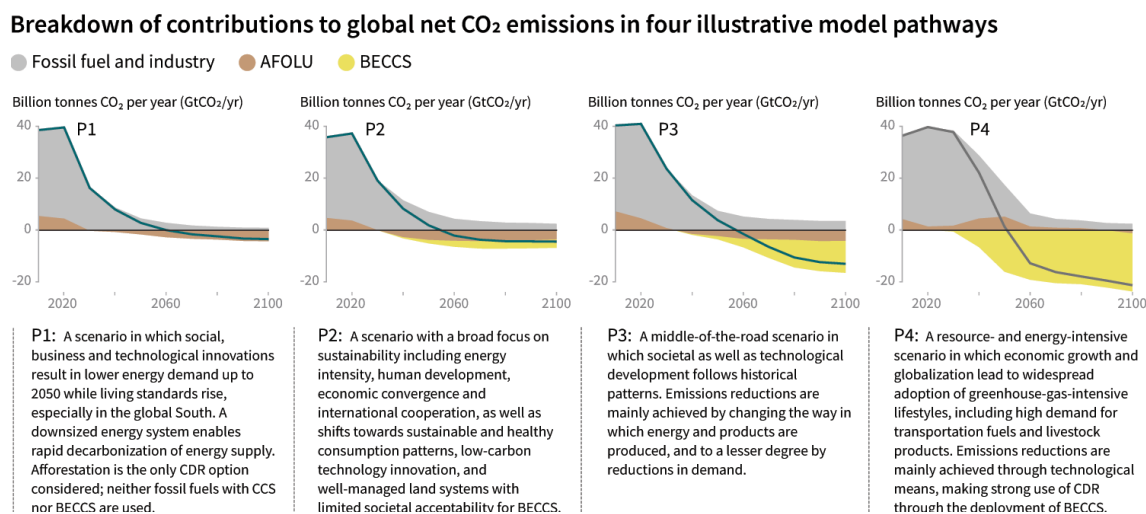 Breakdown of contributions to global net CO₂ emissions in four illustrative model pathways
Fossil fuel and industry AFOLU BECCS
Billion tonnes CO₂ per year (GtCO₂/yr)
P1
40
20
0
-20
2020 2060 2100
Billion tonnes CO₂ per year (GtCO₂/yr)
P2
40
20
0
-20
2020 2060 2100
Billion tonnes CO₂ per year (GtCO₂/yr)
P3
40
20
0
-20
2020 2060 2100
Billion tonnes CO₂ per year (GtCO₂/yr)
P4
40
20
0
-20
2020 2060 2100
P1: A scenario in which social,
business and technological innovations
result in lower energy demand up to
2050 while living standards rise,
especially in the global South. A
downsized energy system enables
rapid decarbonization of energy supply.
Afforestation is the only CDR option
considered; neither fossil fuels with CCS
nor BECCS are used.
P2: A scenario with a broad focus on
sustainability including energy
intensity, human development,
economic convergence and
international cooperation, as well as
shifts towards sustainable and healthy
consumption patterns, low-carbon
technology innovation, and
well-managed land systems with
limited societal acceptability for BECCS.
P3: A middle-of-the-road scenario in
which societal as well as technological
development follows historical
patterns. Emissions reductions are
mainly achieved by changing the way in
which energy and products are
produced, and to a lesser degree by
reductions in demand.
P4: A resource- and energy-intensive
scenario in which economic growth and
globalization lead to widespread
adoption of greenhouse-gas-intensive
lifestyles, including high demand for
transportation fuels and livestock
products. Emissions reductions are
mainly achieved through technological
means, making strong use of CDR
through the deployment of BECCS.